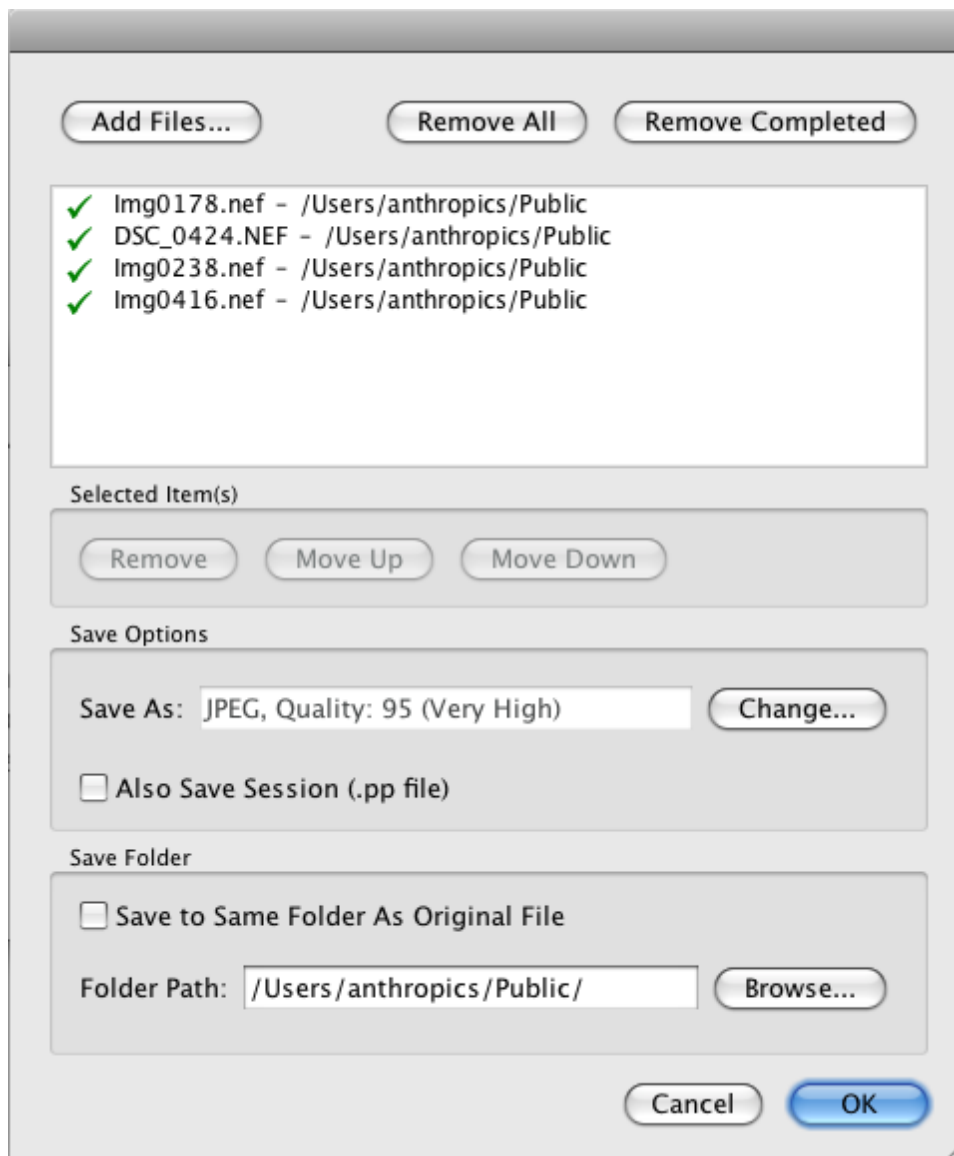 Add Files... Remove All Remove Completed
Img0178.nef – /Users/anthropics/Public
DSC_0424.NEF – /Users/anthropics/Public
Img0238.nef – /Users/anthropics/Public
Img0416.nef – /Users/anthropics/Public
Selected Item(s)
Remove Move Up Move Down
Save Options
Save As: JPEG, Quality: 95 (Very High) Change...
Also Save Session (.pp file)
Save Folder
Save to Same Folder As Original File
Folder Path: /Users/anthropics/Public/ Browse...
Cancel OK